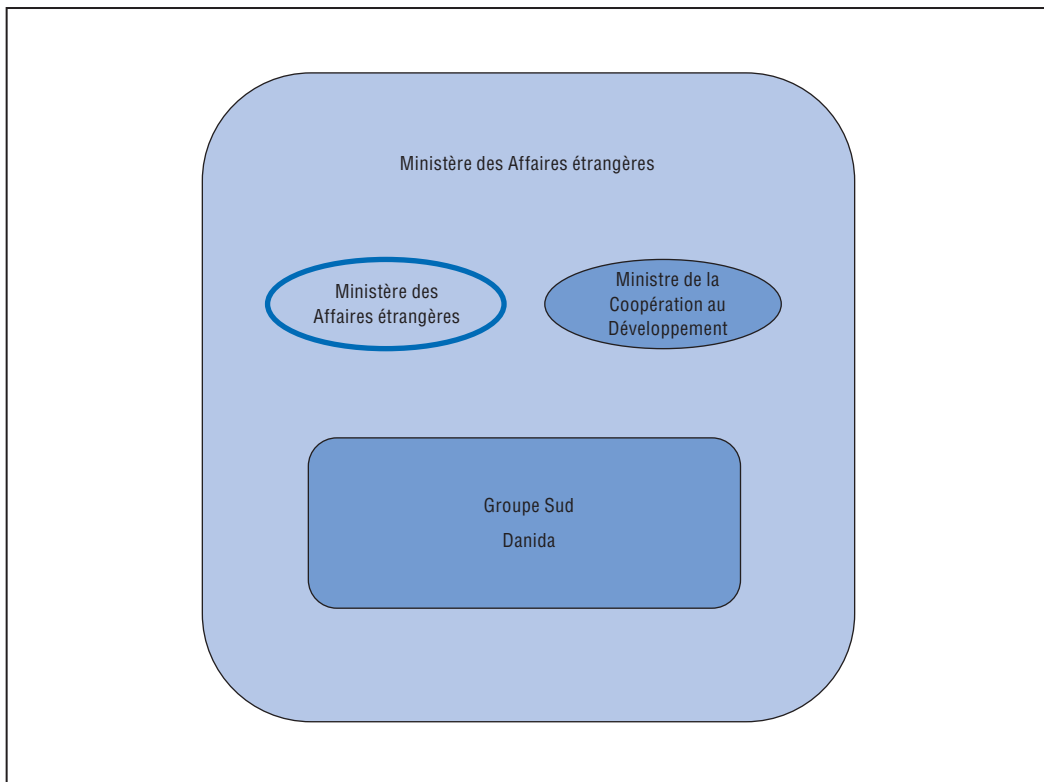 Ministère des Affaires étrangères
Ministère des
Affaires étrangères
Ministre de la
Coopération au
Développement
Groupe Sud
Danida